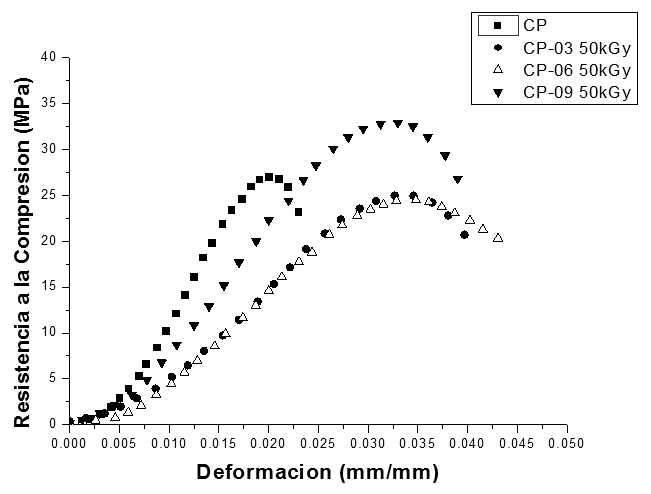 CP
CP-03 50kGy
CP-06 50kGy
CP-09 50kGy
Resistencia a la Compresion (MPa)
40
35
30
25
20
15
10
5
0
0.000 0.005 0.010 0.015 0.020 0.025 0.030 0.035 0.040 0.045 0.050
Deformacion (mm/mm)